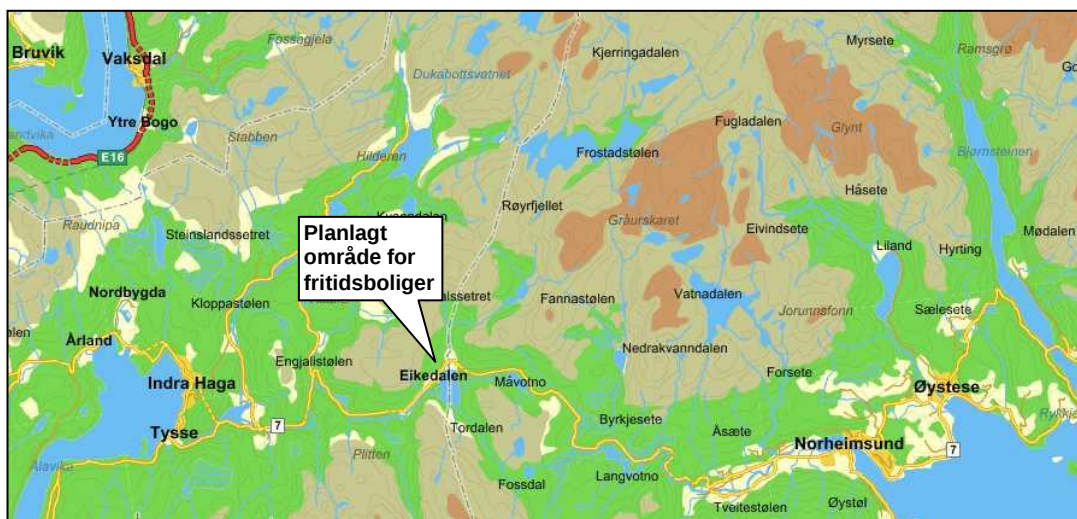 Bruvik
Vaksdal
Fossagjela
Dukabottsvatnet
Kjerringadalen
Myrsete
Ramsgrø
Ytre Bogo
Stabben
E16
Hilderen
Frostadstølen
Fugladalen
Glynt
Bjørnsteinen
Raudnipa
Steinslandssetret
Røyrfjellet
Gråurskaret
Eivindsete
Håsete
Liland
Hyrting
Mødalen
Planlagt
område for
fritidsboliger
Nordbygda
Kloppastølen
Fannastølen
Vatnadalen
Jorunnsfonn
Sælesete
Årland
Engjalistølen
Nedrakvanndalen
Forsete
Indra Haga
Eikedalen
Måvotno
Øystese
Byrkjesete
Tysse
7
Tordalen
Åsæte
Norheimsund
7
Plitten
Fossdal
Langvotno
Ålavika
Tveitestølen
Øystøl